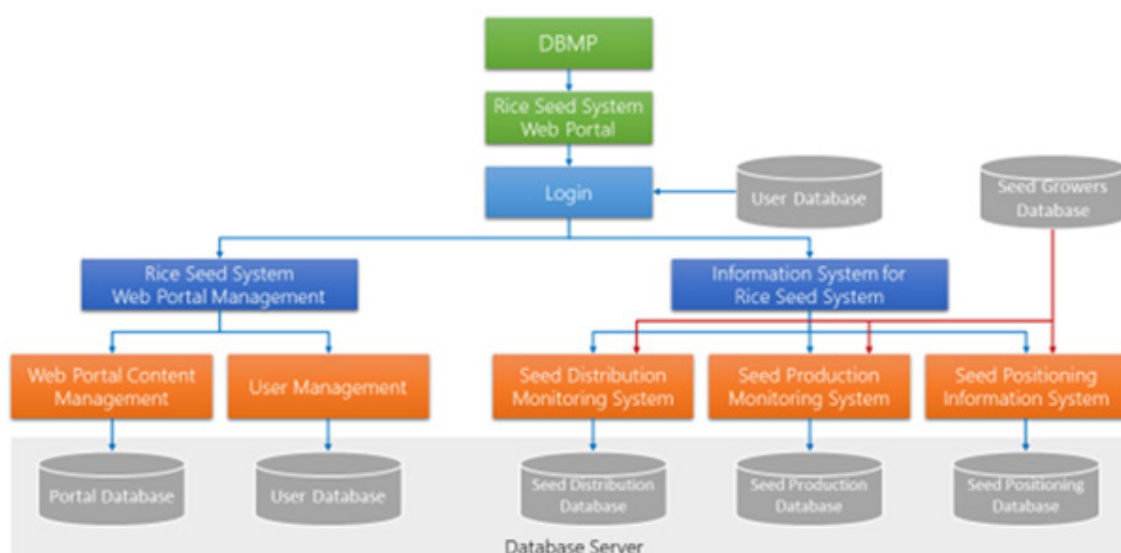 DBMP
Rice Seed System
Web Portal
Login
User Database
Seed Growers
Database
Rice Seed System
Web Portal Management
Information System for
Rice Seed System
Web Portal Content
Management
User Management
Seed Distribution
Monitoring System
Seed Production
Monitoring System
Seed Positioning
Information System
Portal Database
User Database
Seed Distribution
Database
Seed Production
Database
Seed Positioning
Database
Database Server